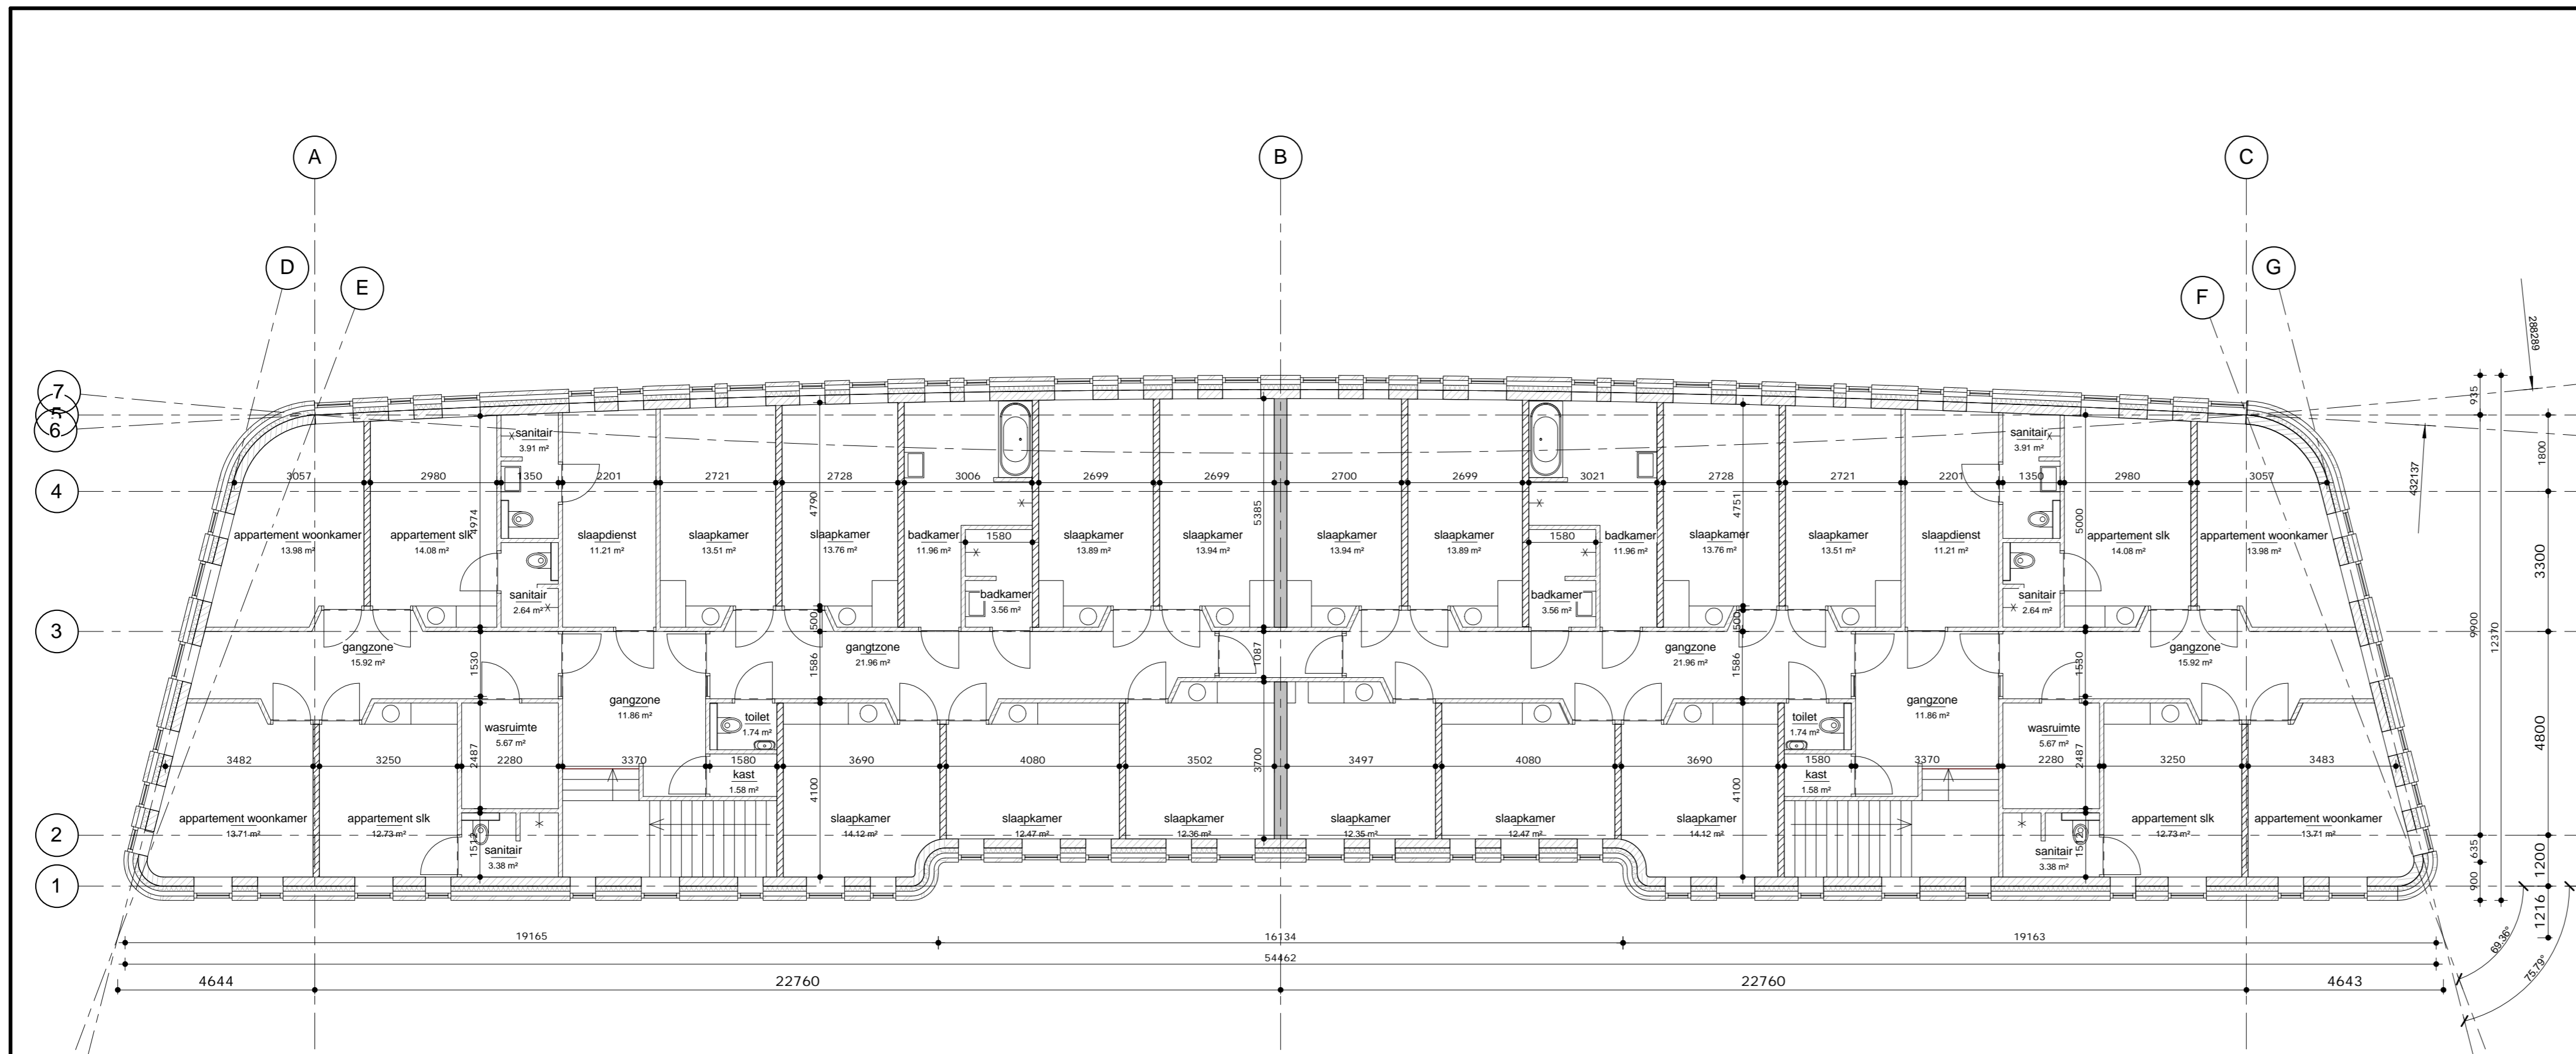 A
B
C
D
E
F
G
288289
7
5
6
935
sanitair
3.91 m²
sanitair
3.91 m²
1800
432137
4
3057
2980
1350
2201
2721
2728
3006
2699
2699
2700
2699
3021
2728
2721
2201
1350
2980
3057
4974
4790
5385
4751
5000
appartement woonkamer
13.98 m²
appartement slk
14.08 m²
slaapdienst
11.21 m²
slaapkamer
13.51 m²
slaapkamer
13.76 m²
badkamer
11.96 m²
1580
slaapkamer
13.89 m²
slaapkamer
13.94 m²
slaapkamer
13.94 m²
slaapkamer
13.89 m²
1580
badkamer
11.96 m²
slaapkamer
13.76 m²
slaapkamer
13.51 m²
slaapdienst
11.21 m²
appartement slk
14.08 m²
appartement woonkamer
13.98 m²
3300
sanitair
2.64 m²
badkamer
3.56 m²
badkamer
3.56 m²
sanitair
2.64 m²
500
500
9900
12370
3
gangzone
15.92 m²
1530
1586
gangtzone
21.96 m²
1087
gangzone
21.96 m²
1586
1530
gangzone
15.92 m²
gangzone
11.86 m²
gangzone
11.86 m²
wasruimte
5.67 m²
toilet
1.74 m²
toilet
1.74 m²
wasruimte
5.67 m²
4800
3482
3250
2280
2487
3370
1580
3690
4080
3502
3700
3497
4080
3690
1580
3370
2280
2487
3250
3483
kast
1.58 m²
kast
1.58 m²
4100
4100
appartement woonkamer
13.71 m²
appartement slk
12.73 m²
slaapkamer
14.12 m²
slaapkamer
12.47 m²
slaapkamer
12.36 m²
slaapkamer
12.35 m²
slaapkamer
12.47 m²
slaapkamer
14.12 m²
appartement slk
12.73 m²
appartement woonkamer
13.71 m²
2
1512
sanitair
3.38 m²
sanitair
3.38 m²
635
1200
1
900
1216
19165
16134
19163
54462
69.36°
75.79°
4644
22760
22760
4643